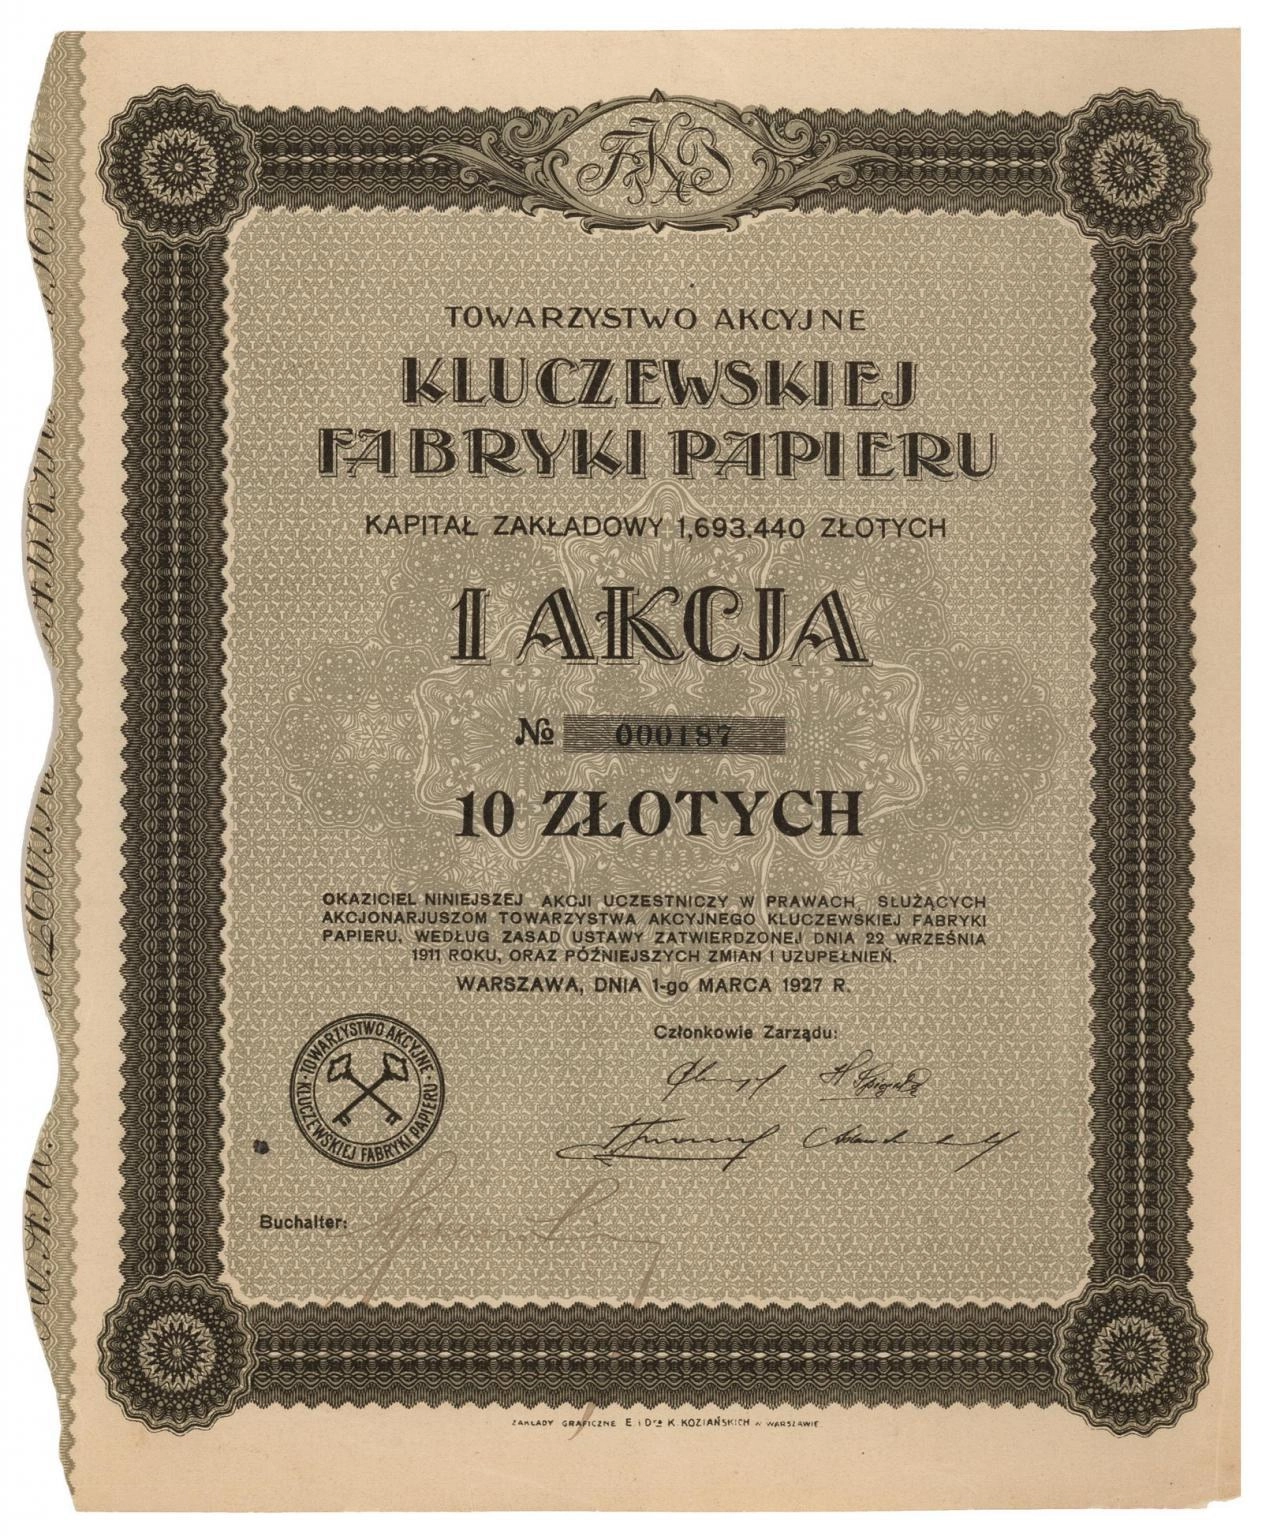 TOWARZYSTWO AKCYJNE
KLUCZEWSKIEJ
FABRYKI PAPIERU
KAPITAŁ ZAKŁADOWY 1,693.440 ZŁOTYCH
1 AKCJA
№ 000187
10 ZŁOTYCH
OKAZICIEL NINIEJSZEJ AKCJI UCZESTNICZY W PRAWACH, SŁUŻĄCYCH
AKCJONARJUSZOM TOWARZYSTWA AKCYJNEGO KLUCZEWSKIEJ FABRYKI
PAPIERU, WEDŁUG ZASAD USTAWY ZATWIERDZONEJ DNIA 22 WRZEŚNIA
1911 ROKU, ORAZ PÓŹNIEJSZYCH ZMIAN I UZUPEŁNIEŃ.
WARSZAWA, DNIA 1-go MARCA 1927 R.
Członkowie Zarządu:
TOWARZYSTWO AKCYJNE
KLUCZEWSKIEJ FABRYKI PAPIERU
Buchalter:
ZAKŁADY GRAFICZNE E. i Dra K. KOZIAŃSKICH w WARSZAWIE